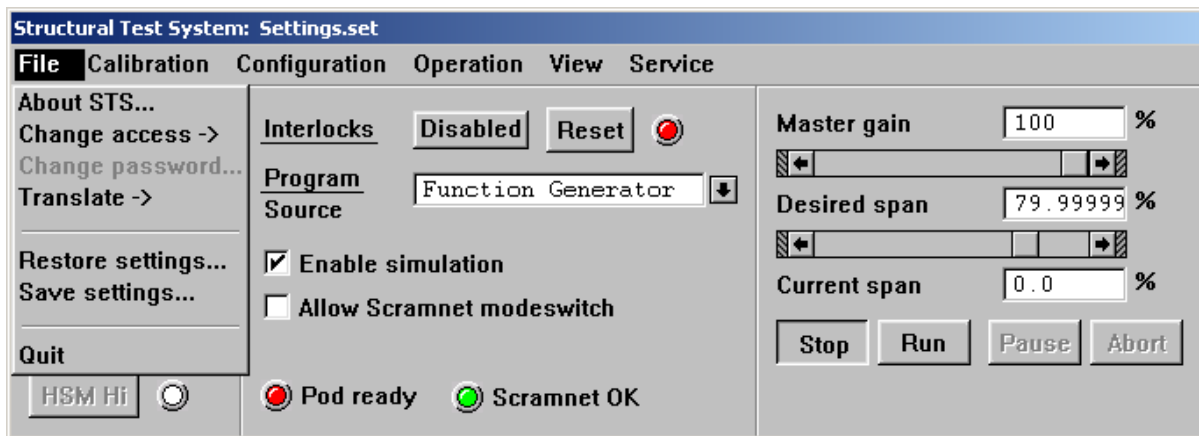 Structural Test System: Settings.set
File Calibration Configuration Operation View Service
About STS...
Change access ->
Change password...
Translate ->
Restore settings...
Save settings...
Quit
HSM Hi
Interlocks Disabled Reset
Program
Source
Function Generator
Enable simulation
Allow Scramnet modeswitch
Pod ready Scramnet OK
Master gain 100 %
Desired span 79.99999 %
Current span 0.0 %
Stop Run Pause Abort